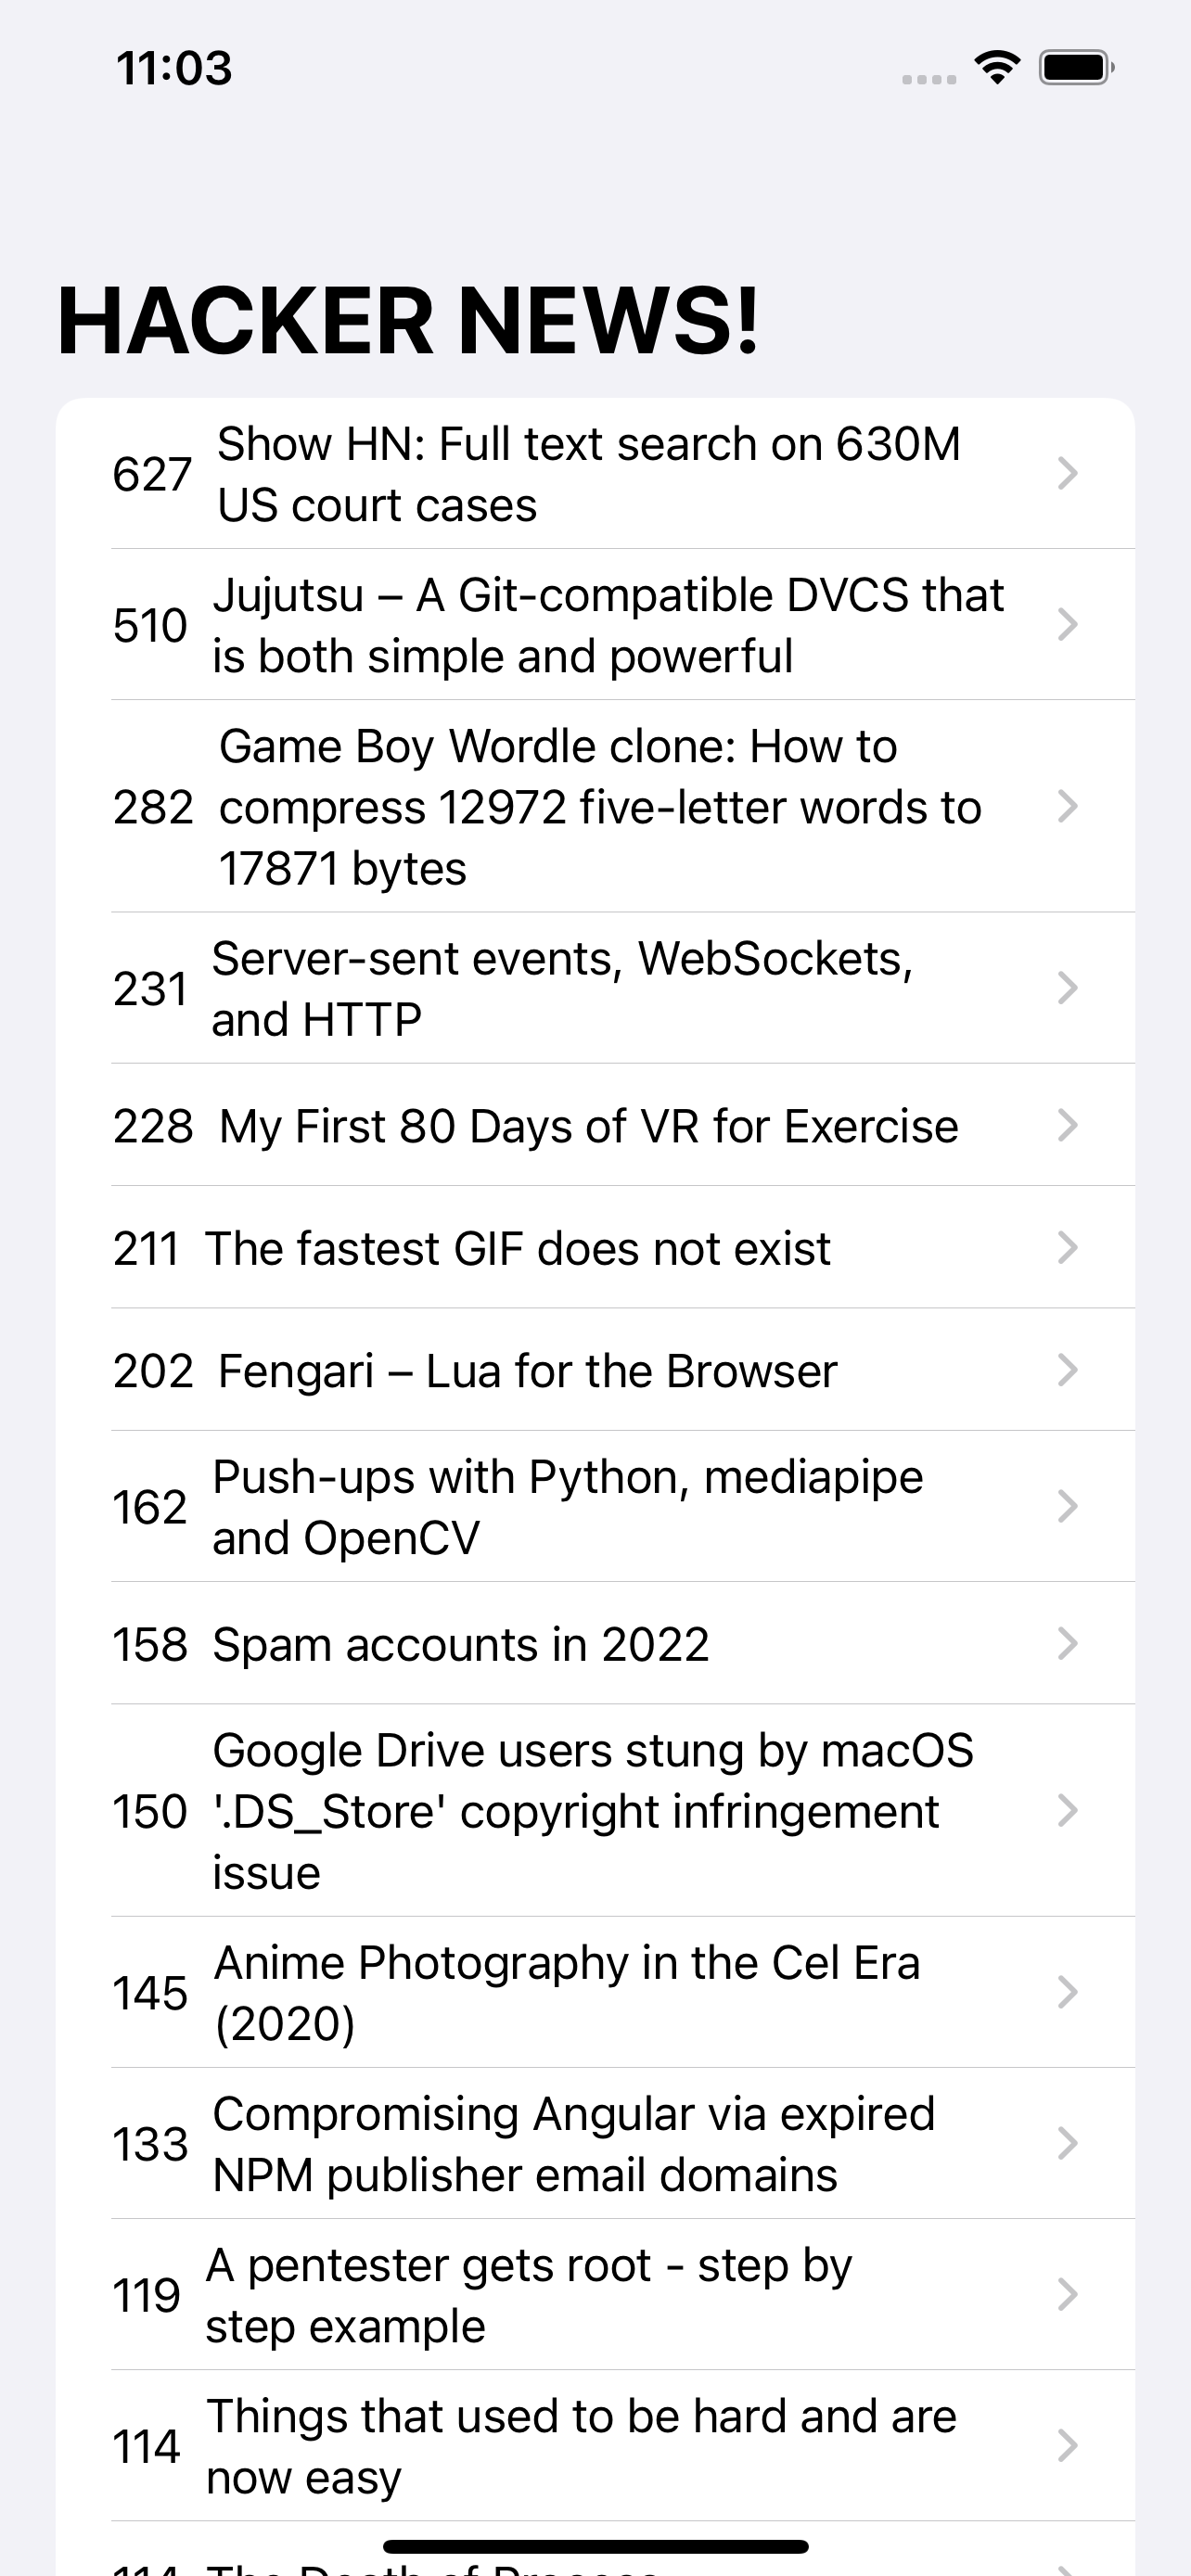 11:03
HACKER NEWS!
627 Show HN: Full text search on 630M
US court cases
510 Jujutsu – A Git-compatible DVCS that
is both simple and powerful
282 Game Boy Wordle clone: How to
compress 12972 five-letter words to
17871 bytes
231 Server-sent events, WebSockets,
and HTTP
228 My First 80 Days of VR for Exercise
211 The fastest GIF does not exist
202 Fengari – Lua for the Browser
162 Push-ups with Python, mediapipe
and OpenCV
158 Spam accounts in 2022
150 Google Drive users stung by macOS
'.DS_Store' copyright infringement
issue
145 Anime Photography in the Cel Era
(2020)
133 Compromising Angular via expired
NPM publisher email domains
119 A pentester gets root - step by
step example
114 Things that used to be hard and are
now easy
114 The Death of